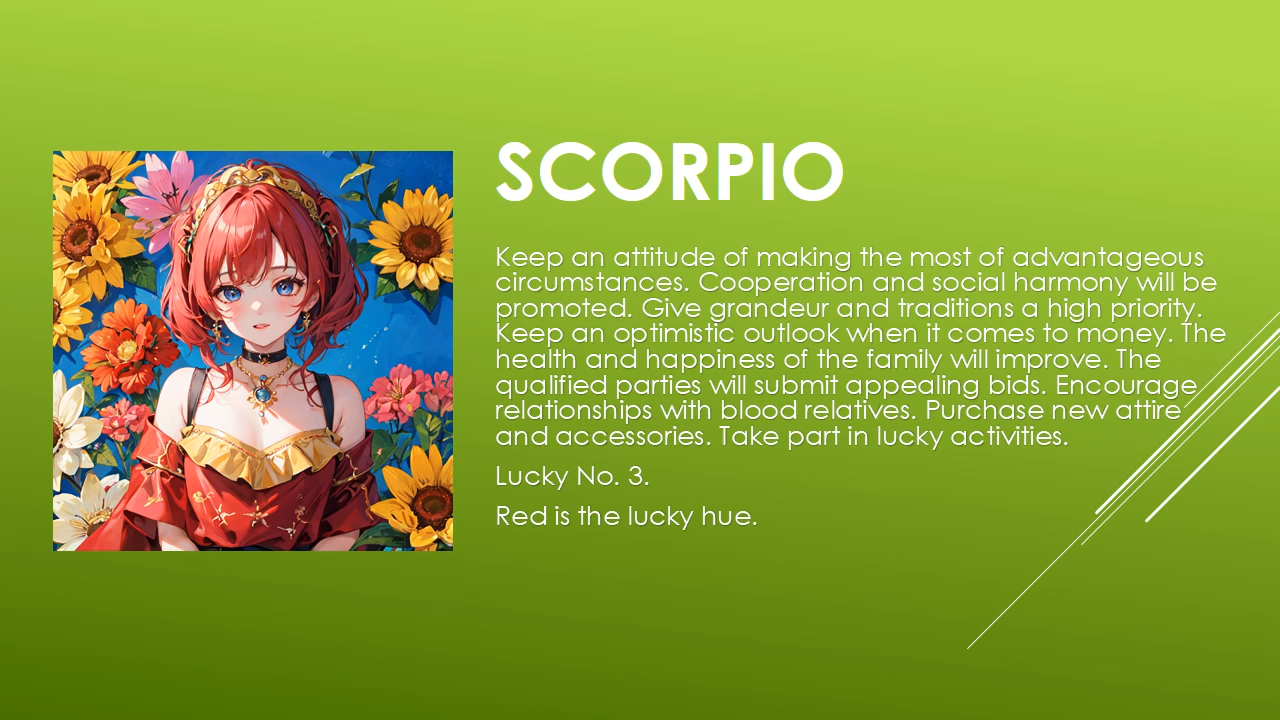 SCORPIO
Keep an attitude of making the most of advantageous
circumstances. Cooperation and social harmony will be
promoted. Give grandeur and traditions a high priority.
Keep an optimistic outlook when it comes to money. The
health and happiness of the family will improve. The
qualified parties will submit appealing bids. Encourage
relationships with blood relatives. Purchase new attire
and accessories. Take part in lucky activities.
Lucky No. 3.
Red is the lucky hue.